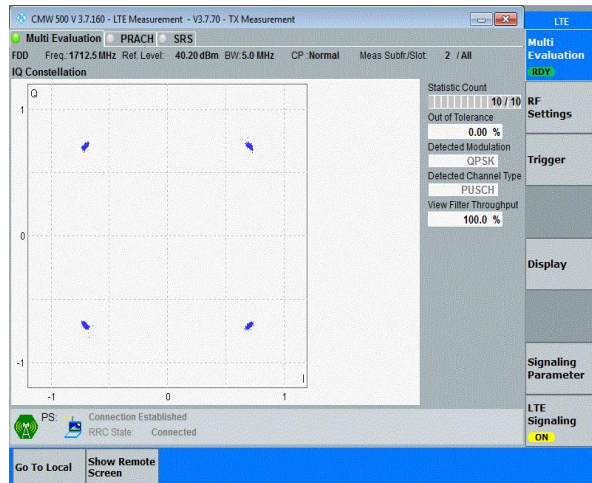 CMW 500 V 3.7.160 - LTE Measurement - V3.7.70 - TX Measurement
LTE
Multi Evaluation PRACH SRS
Multi
Evaluation
RDY
FDD Freq.: 1712.5 MHz Ref. Level: 40.20 dBm BW: 5.0 MHz CP :Normal Meas Subfr./Slot: 2 / All
IQ Constellation
Q
1
0
-1
-1 0 1
I
Statistic Count
10 / 10
Out of Tolerance
0.00 %
Detected Modulation
QPSK
Detected Channel Type
PUSCH
View Filter Throughput
100.0 %
RF
Settings
Trigger
Display
Signaling
Parameter
LTE
Signaling
ON
PS: Connection Established
RRC State: Connected
Go To Local
Show Remote
Screen